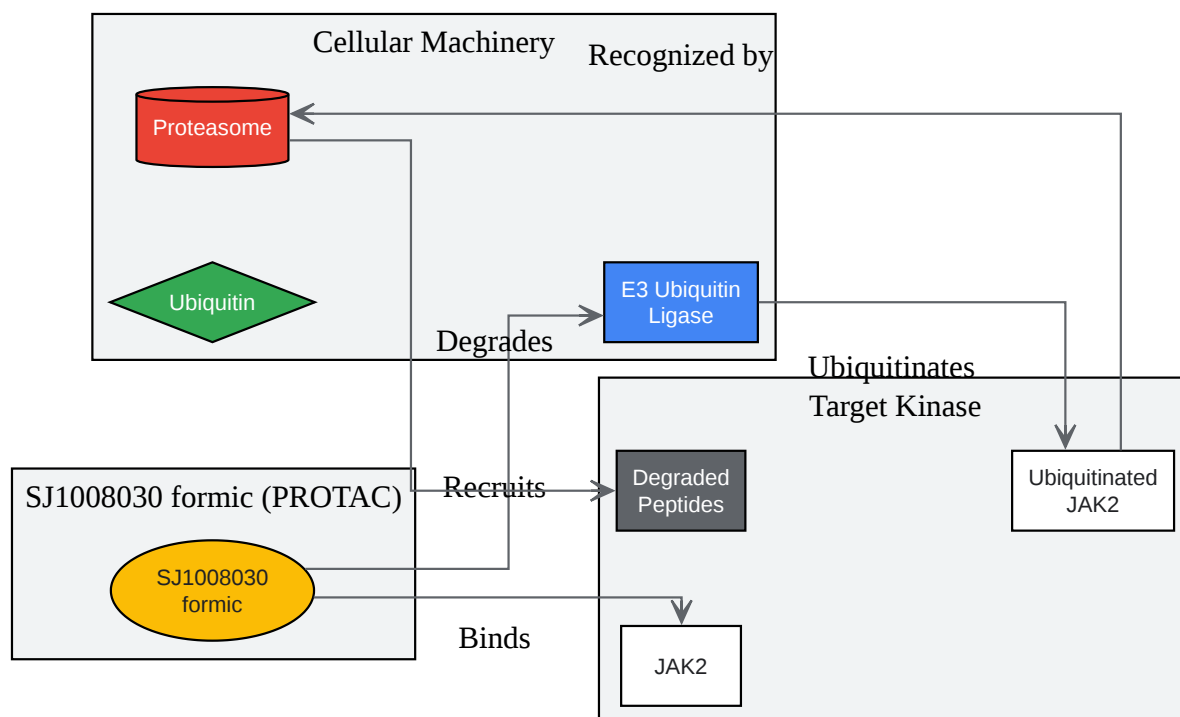 Cellular Machinery
Recognized by
Proteasome
Ubiquitin
E3 Ubiquitin
Ligase
Degrades
Ubiquitinates
Target Kinase
Degraded
Peptides
Ubiquitinated
JAK2
Recruits
SJ1008030 formic (PROTAC)
SJ1008030
formic
Binds
JAK2